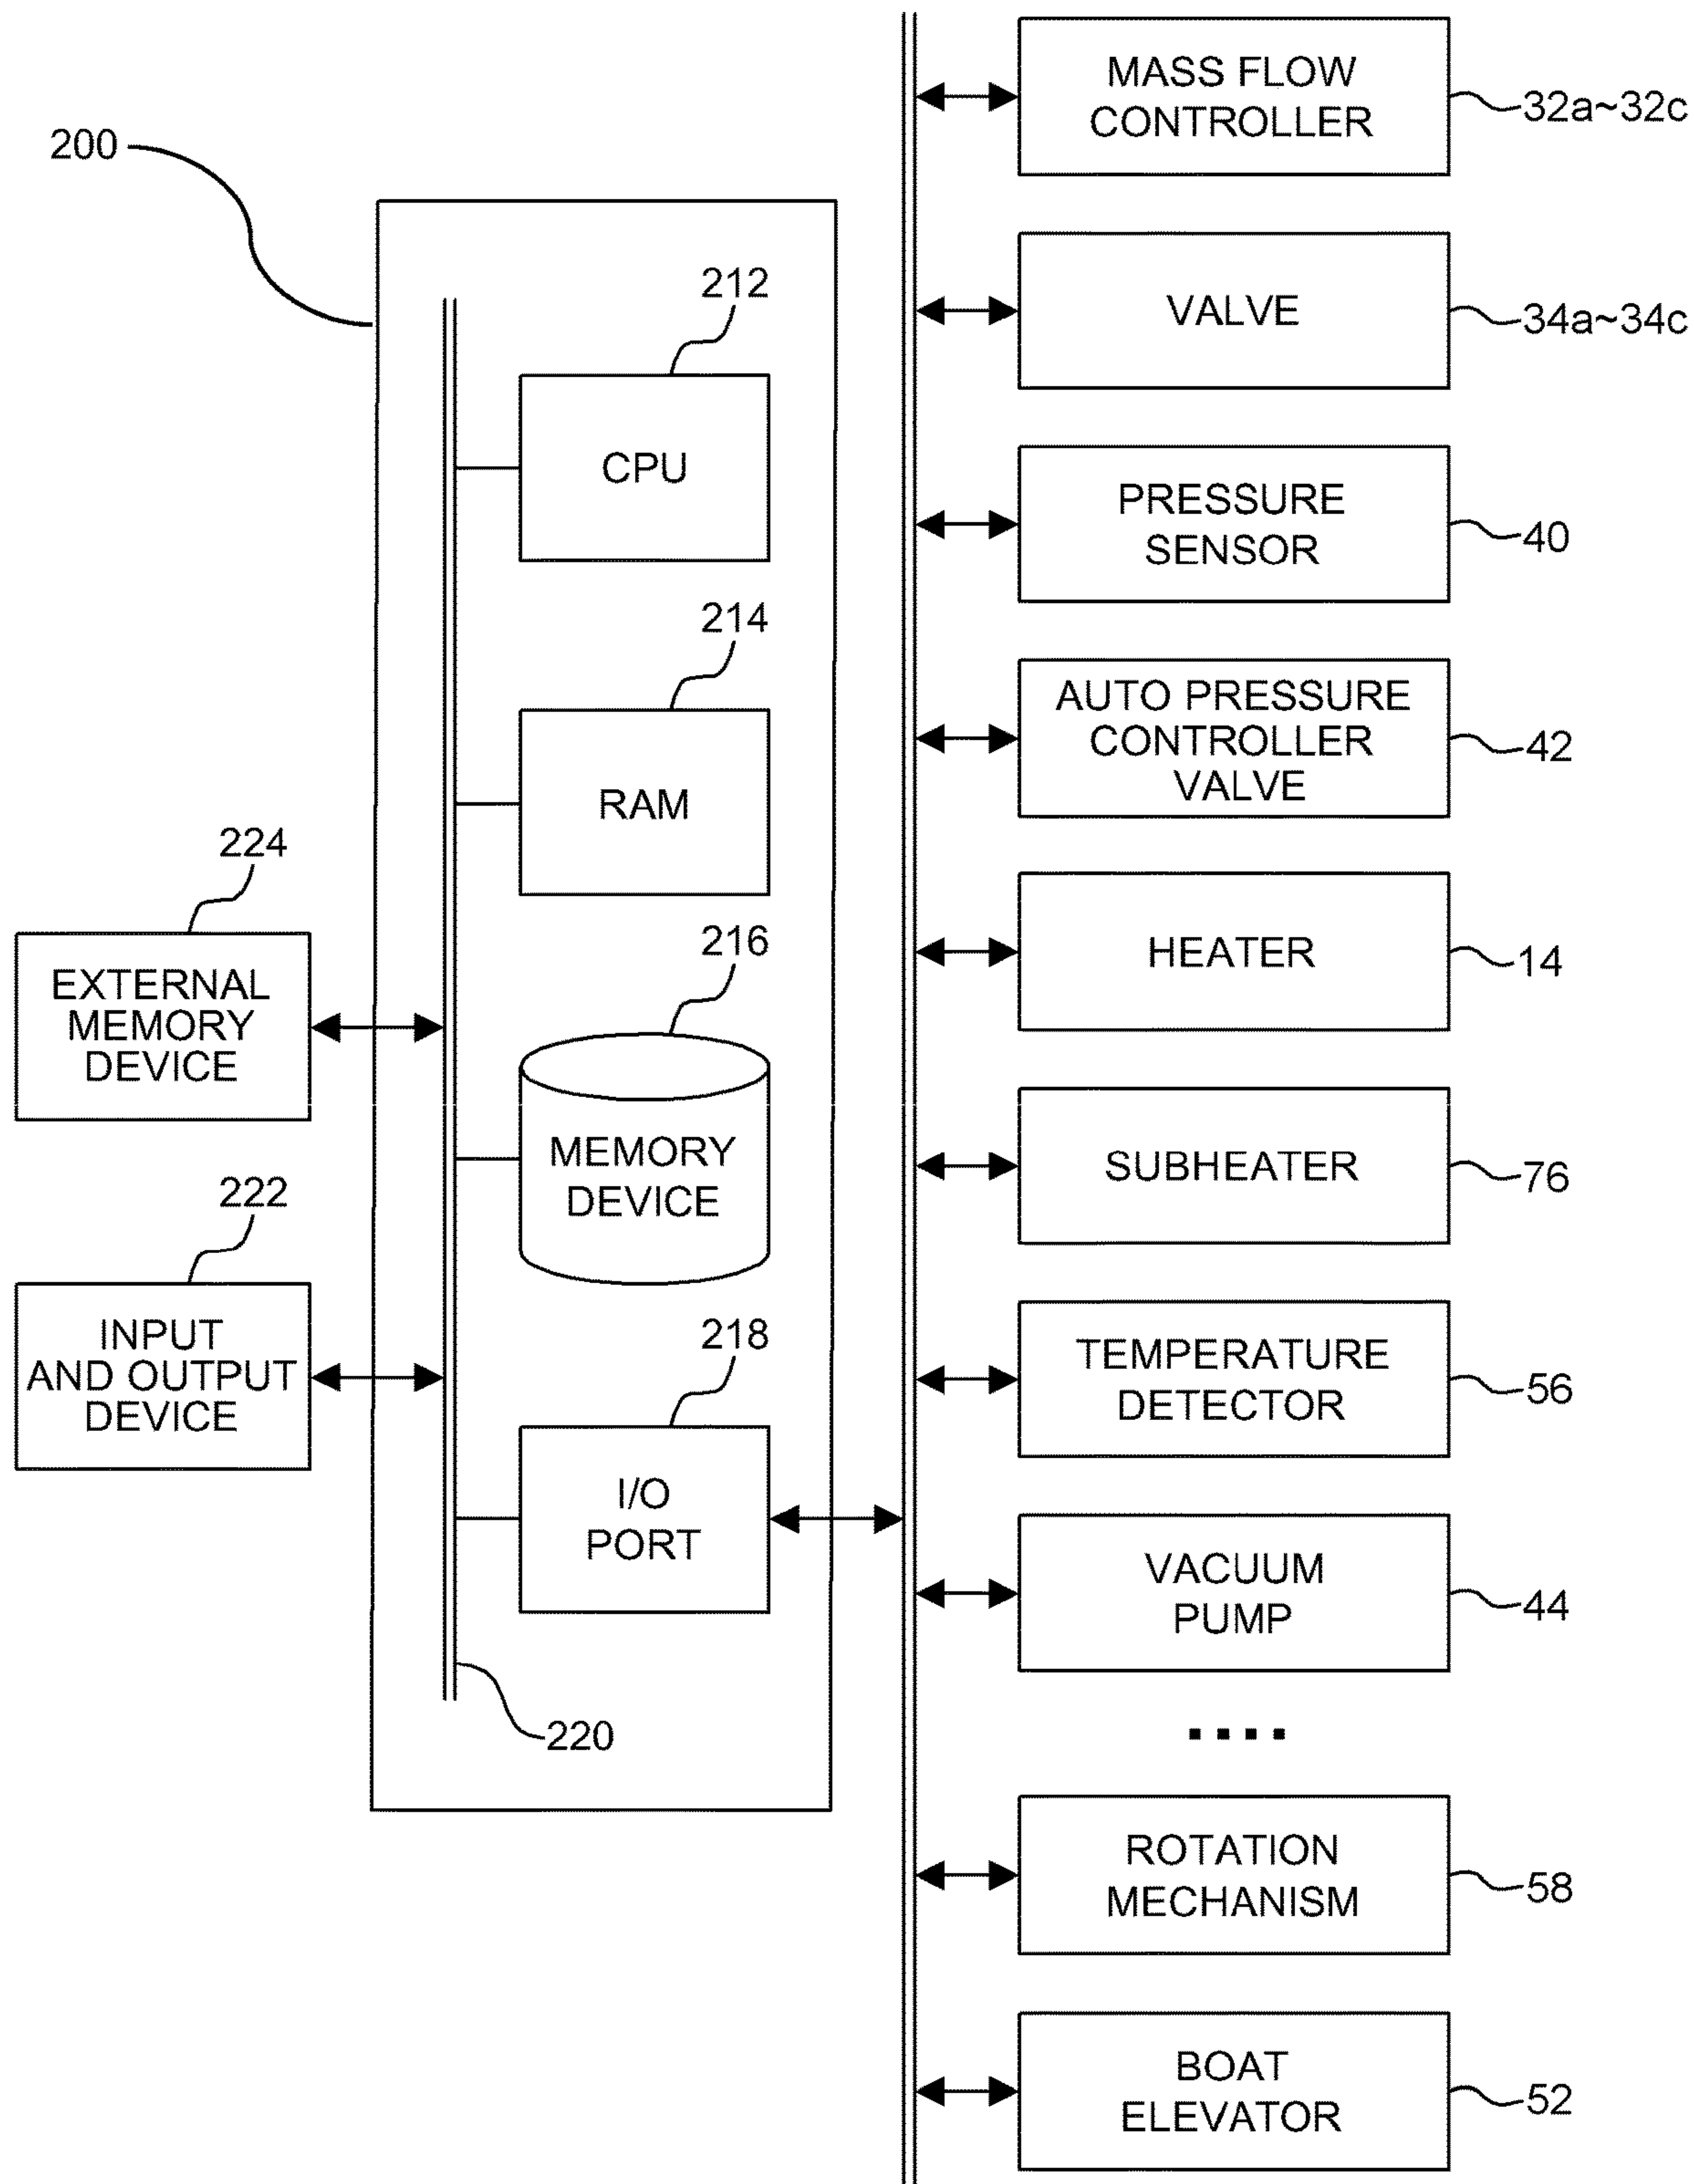 200
212
CPU
214
RAM
216
MEMORY
DEVICE
218
I/O
PORT
220
224
EXTERNAL
MEMORY
DEVICE
222
INPUT
AND OUTPUT
DEVICE
MASS FLOW
CONTROLLER
32a~32c
VALVE
34a~34c
PRESSURE
SENSOR
40
AUTO PRESSURE
CONTROLLER
VALVE
42
HEATER
14
SUBHEATER
76
TEMPERATURE
DETECTOR
56
VACUUM
PUMP
44
....
ROTATION
MECHANISM
58
BOAT
ELEVATOR
52